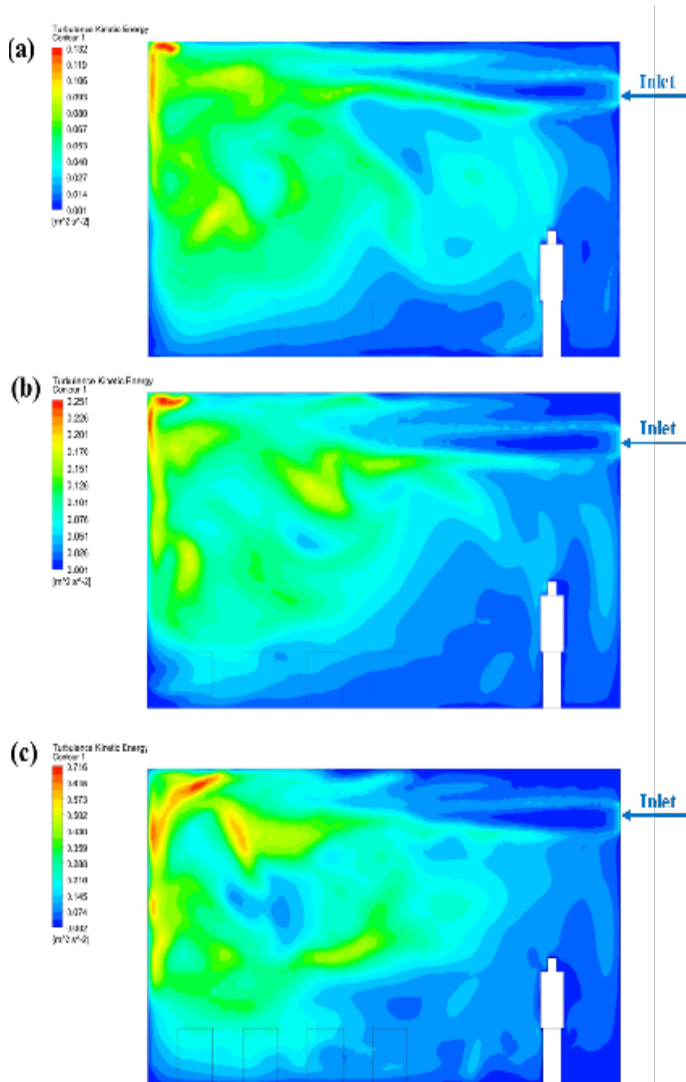 (a)
Turbulence Kinetic Energy
Contour 1
0.132
0.119
0.106
0.093
0.080
0.067
0.053
0.040
0.027
0.014
0.001
[m^2 s^-2]
Inlet
(b)
Turbulence Kinetic Energy
Contour 1
0.251
0.226
0.201
0.176
0.151
0.126
0.101
0.076
0.051
0.026
0.001
[m^2 s^-2]
Inlet
(c)
Turbulence Kinetic Energy
Contour 1
0.716
0.573
0.502
0.430
0.359
0.288
0.216
0.145
0.074
0.002
[m^2 s^-2]
Inlet